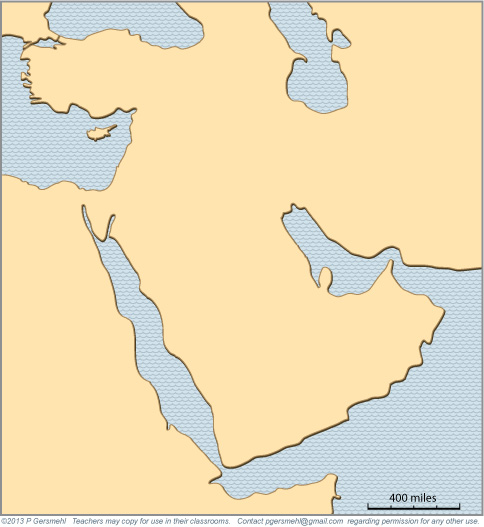 400 miles
©2013 P Gersmehl Teachers may copy for use in their classrooms. Contact pgersmehl@gmail.com regarding permission for any other use.